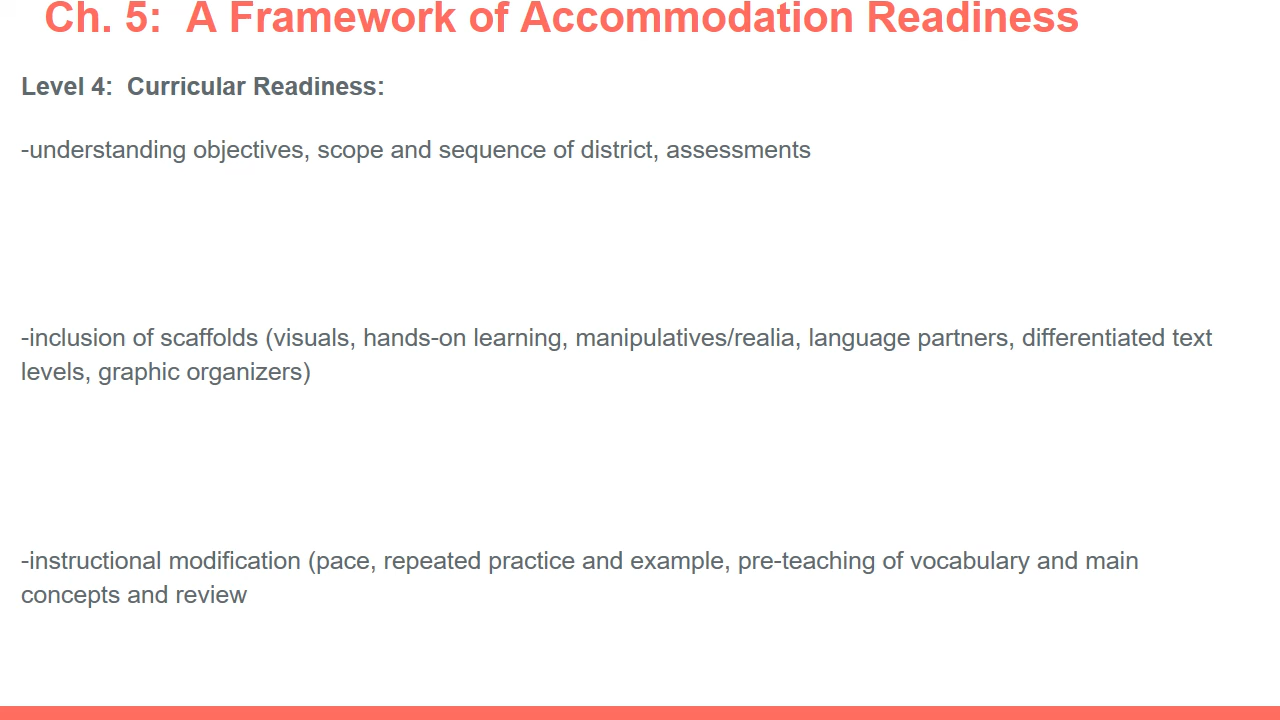 Ch. 5:  A Framework of Accommodation Readiness
Level 4:  Curricular Readiness:
-understanding objectives, scope and sequence of district, assessments
-inclusion of scaffolds (visuals, hands-on learning, manipulatives/realia, language partners, differentiated text
levels, graphic organizers)
-instructional modification (pace, repeated practice and example, pre-teaching of vocabulary and main
concepts and review